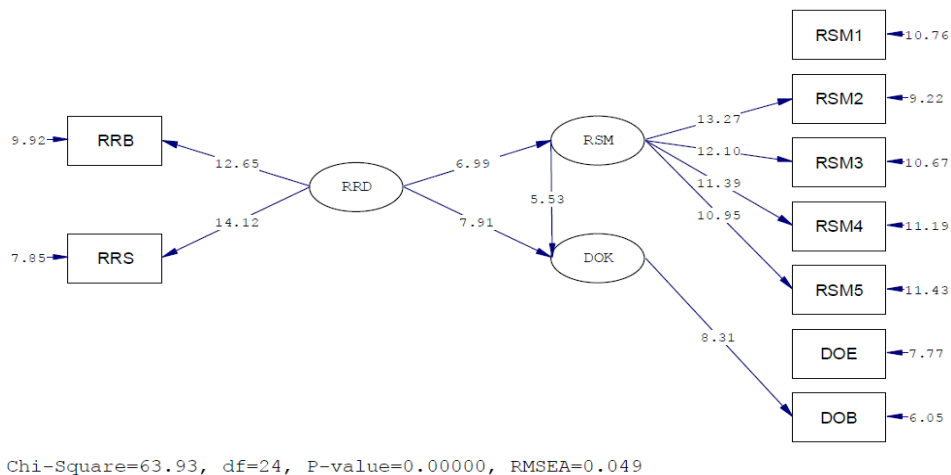 RSM1
10.76
RSM2
9.22
13.27
RRB
9.92
RSM
12.65
6.99
12.10
RSM3
10.67
RRD
11.39
5.53
10.95
RSM4
11.19
14.12
7.91
RRS
7.85
DOK
RSM5
11.43
8.31
DOE
7.77
DOB
6.05
Chi-Square=63.93, df=24, P-value=0.00000, RMSEA=0.049